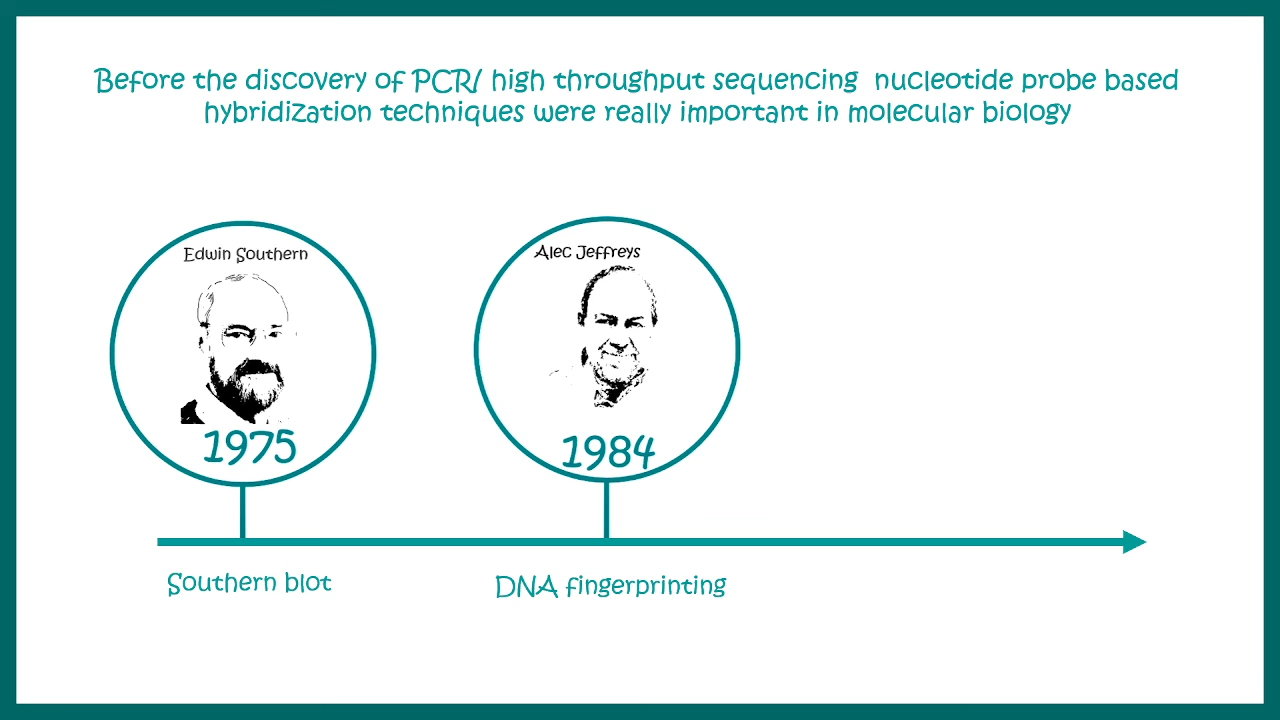 Before the discovery of PCR/ high throughput sequencing nucleotide probe based
hybridization techniques were really important in molecular biology
Edwin Southern
1975
Alec Jeffreys
1984
Southern blot
DNA fingerprinting